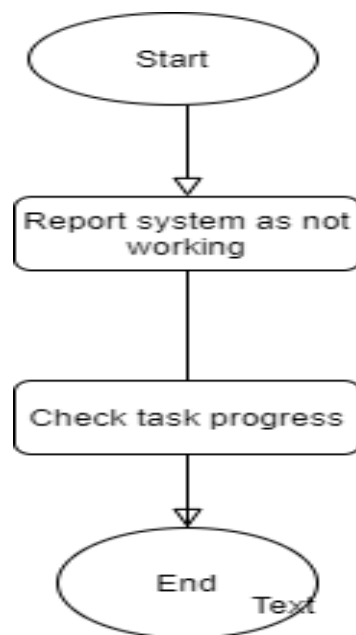 Start
Report system as not
working
Check task progress
End
Text